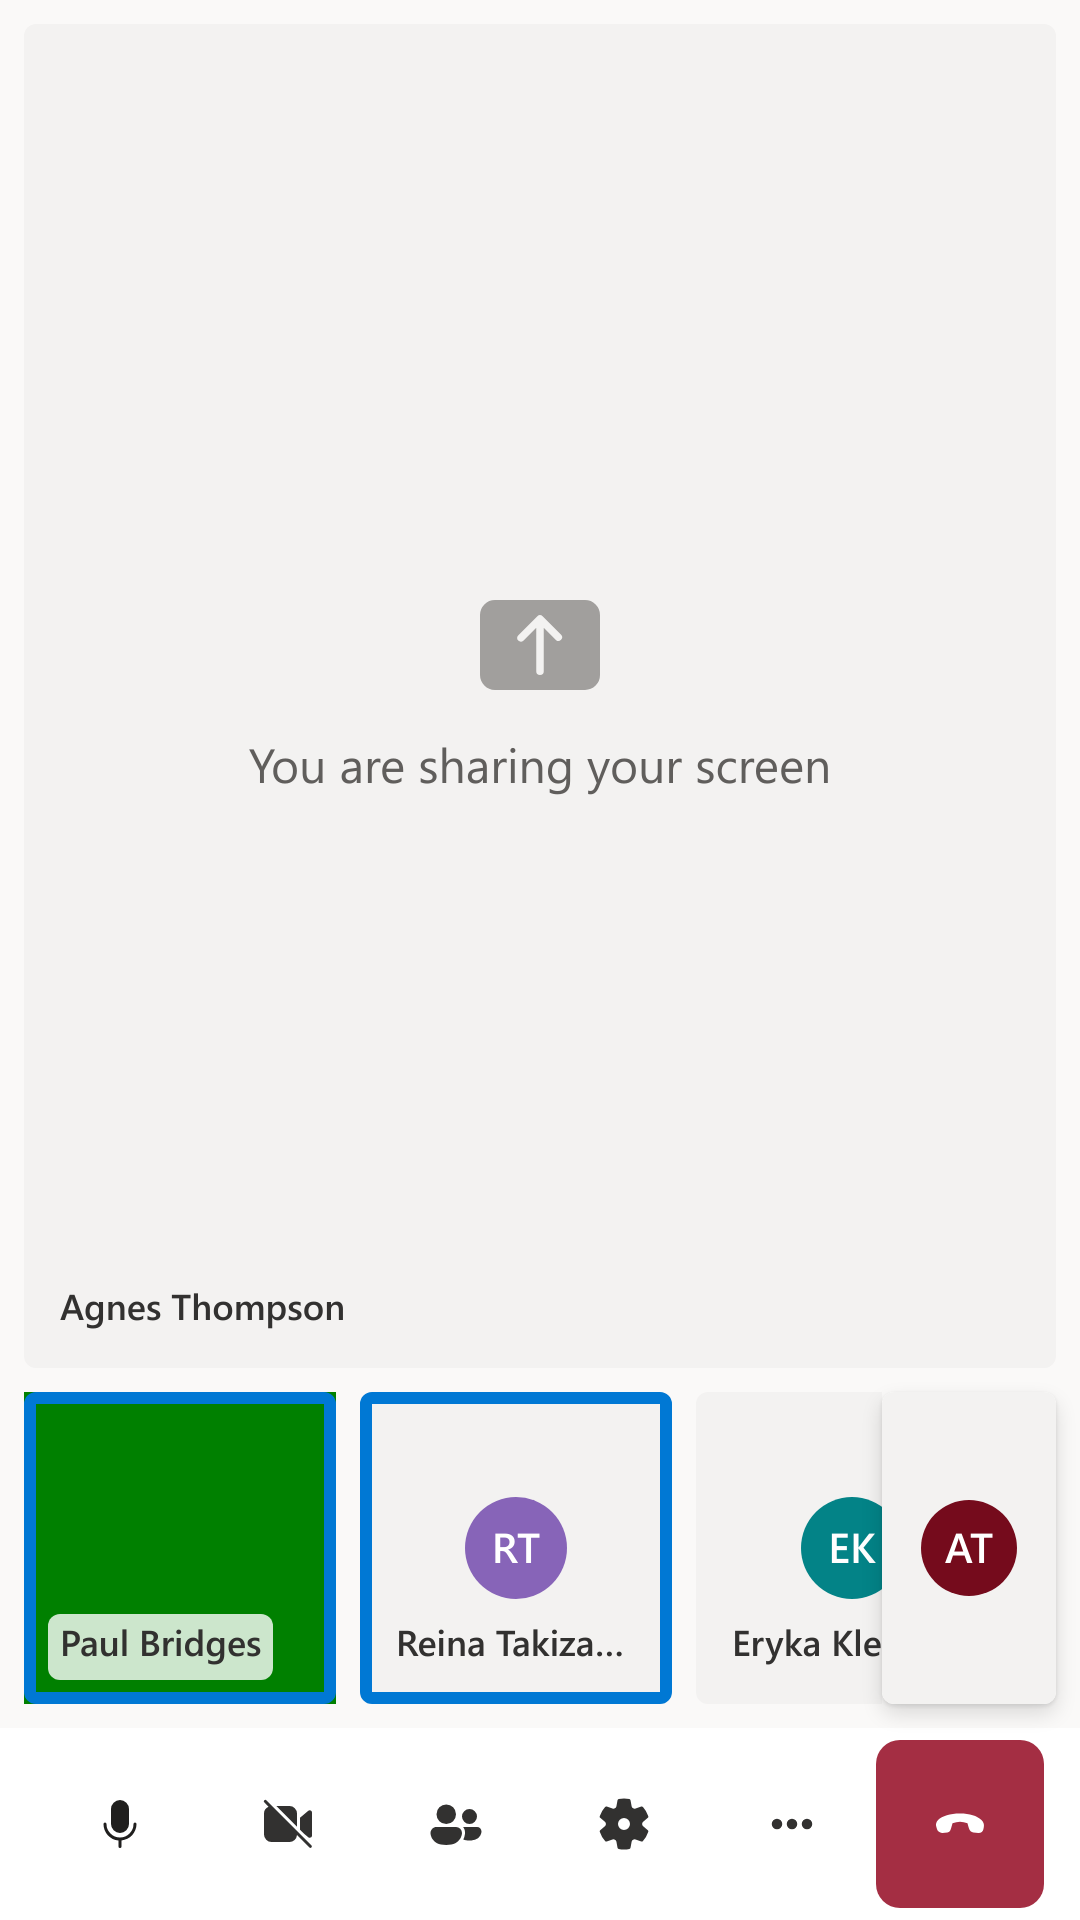 You are sharing your screen
Agnes Thompson
RT
EK
AT
Paul Bridges
Reina Takiza...
Eryka Kle